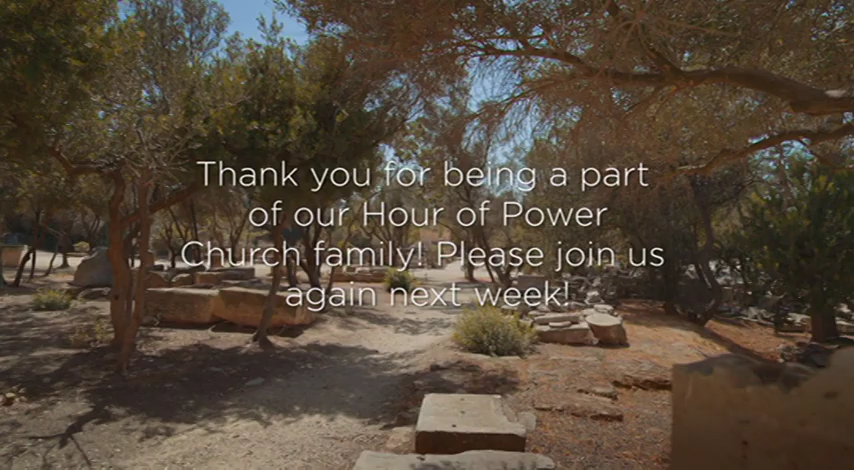 Thank you for being a part
of our Hour of Power
Church family! Please join us
again next week!